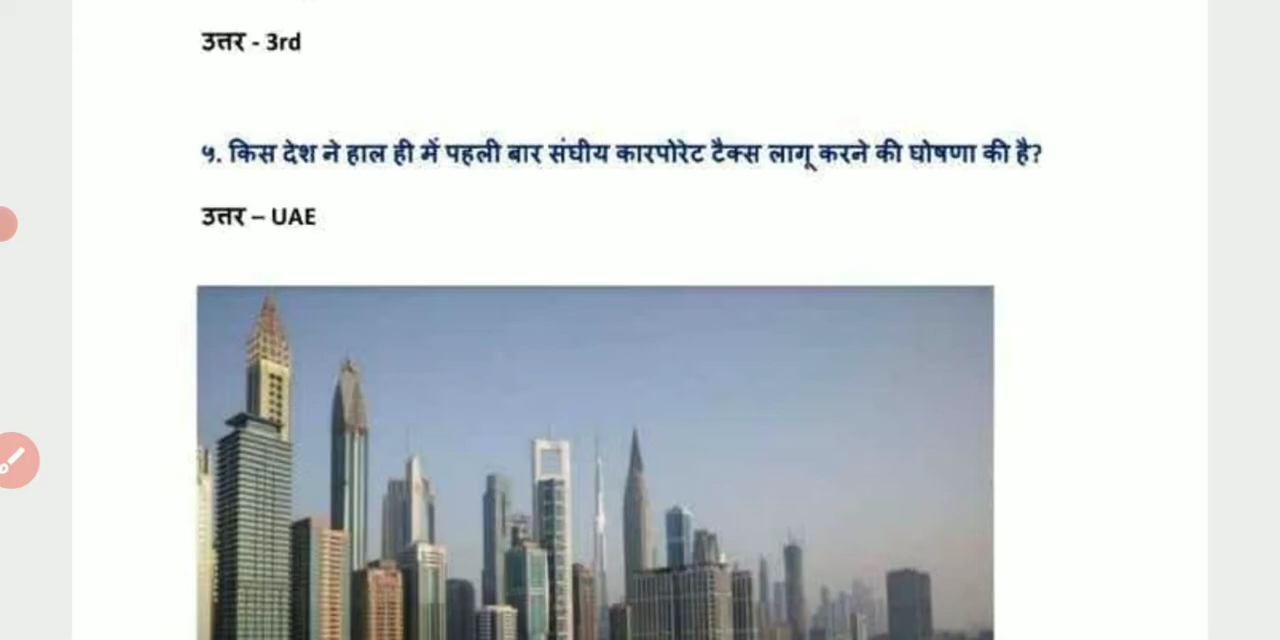 उत्तर - 3rd
५. किस देश ने हाल ही में पहली बार संघीय कारपोरेट टैक्स लागू करने की घोषणा की है?
उत्तर – UAE